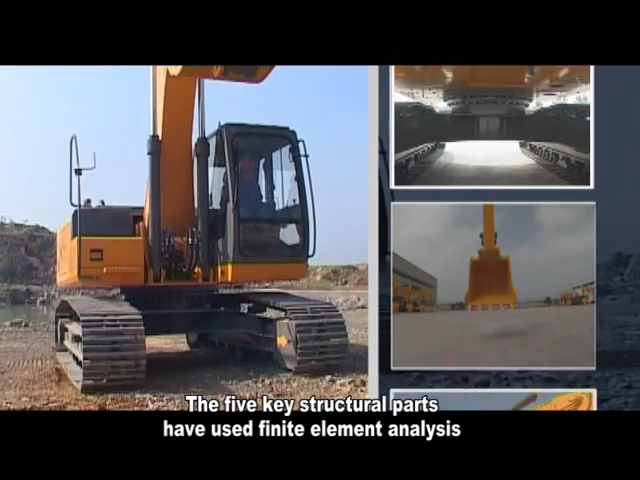 The five key structural parts
have used finite element analysis